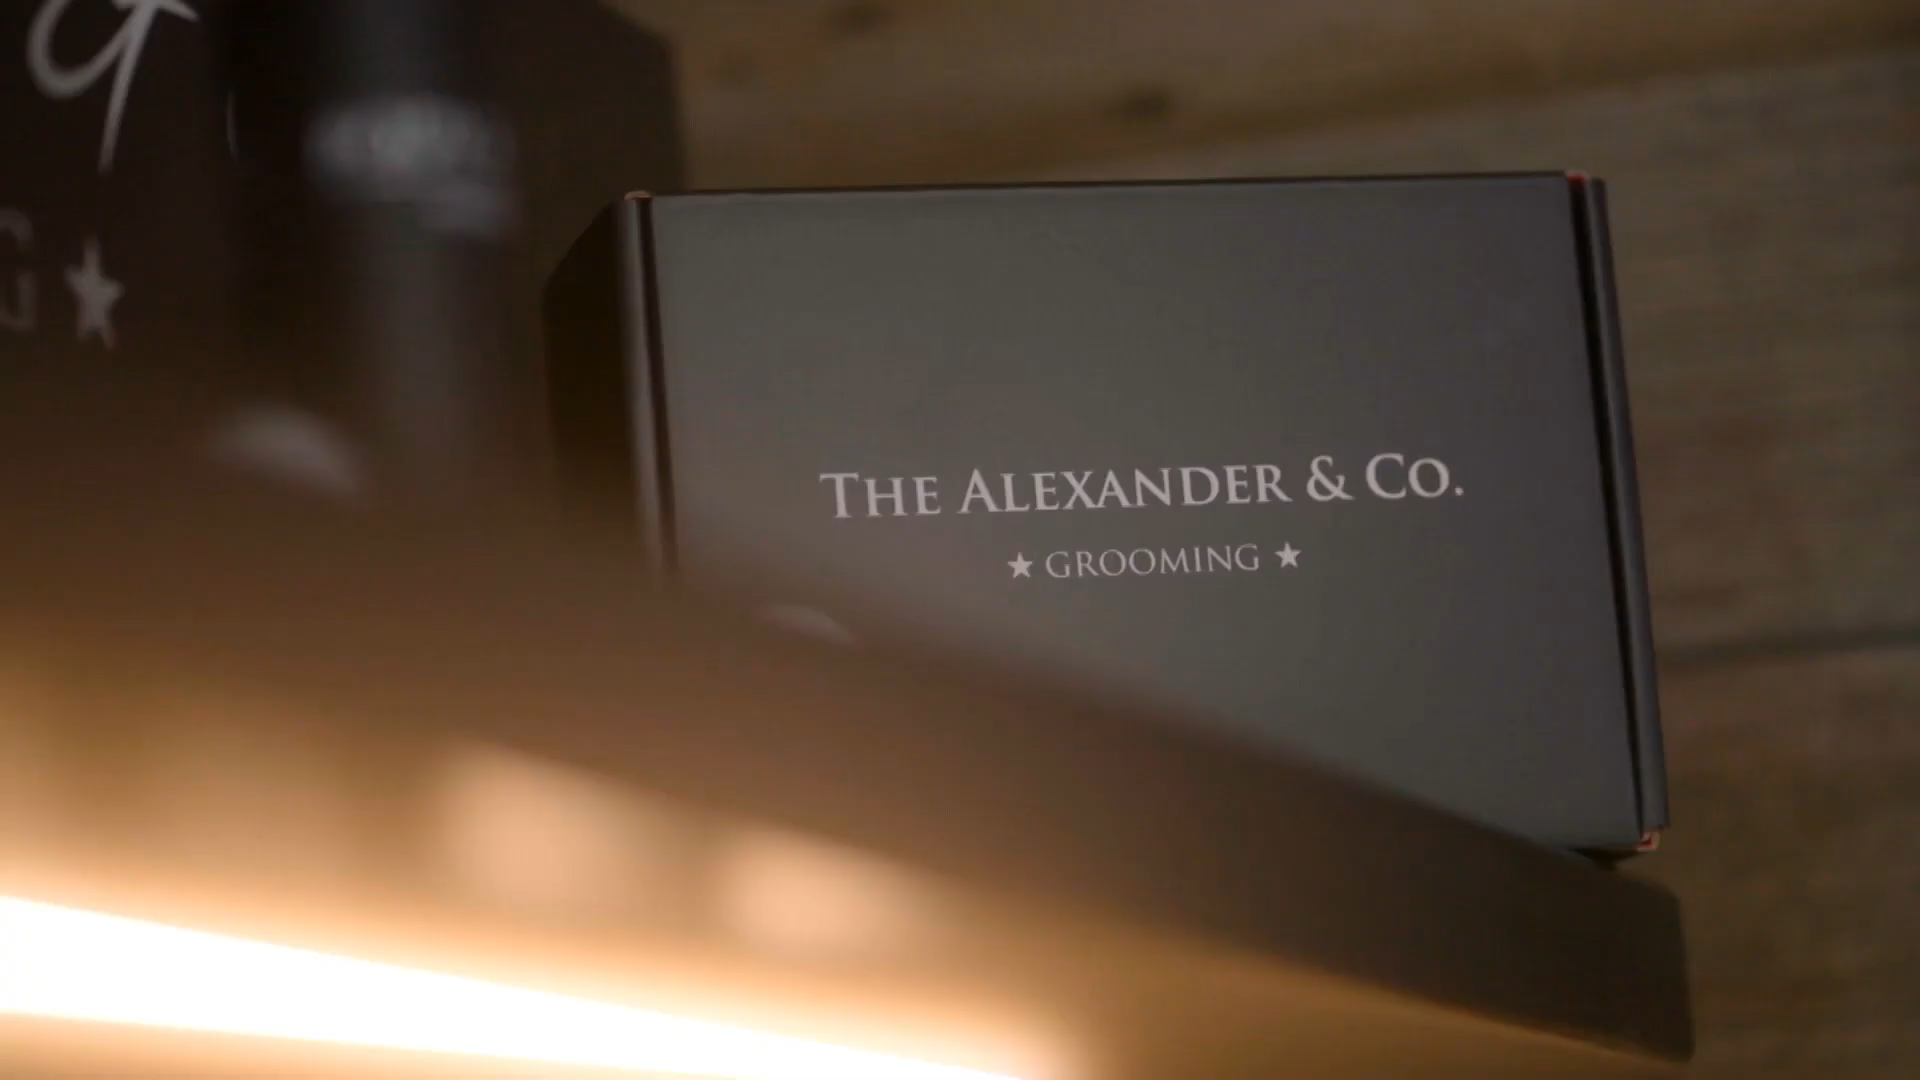 THE ALEXANDER & CO.
★ GROOMING ★